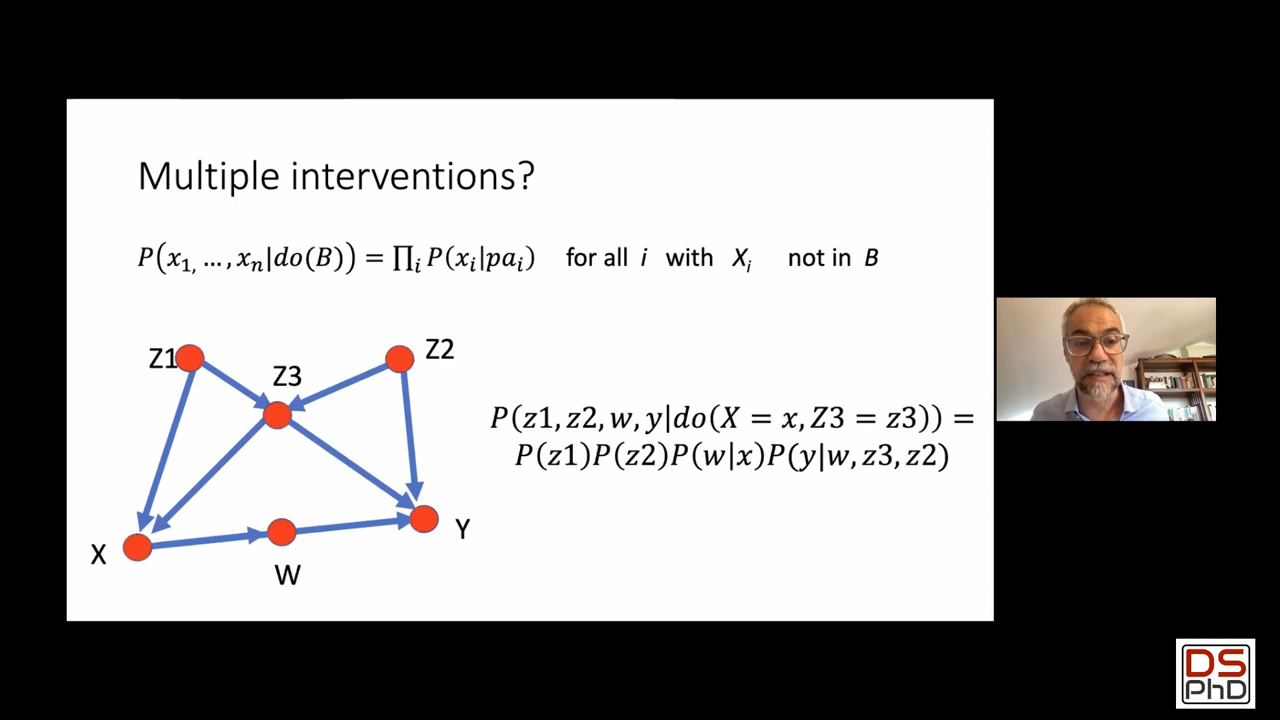 Multiple interventions?
P(x₁, …, xₙ|do(B)) = ∏ᵢ P(xᵢ|paᵢ) for all i with Xᵢ not in B
Z1
Z2
Z3
P(z1, z2, w, y|do(X = x, Z3 = z3)) =
P(z1)P(z2)P(w|x)P(y|w, z3, z2)
X
Y
W
DS
PhD